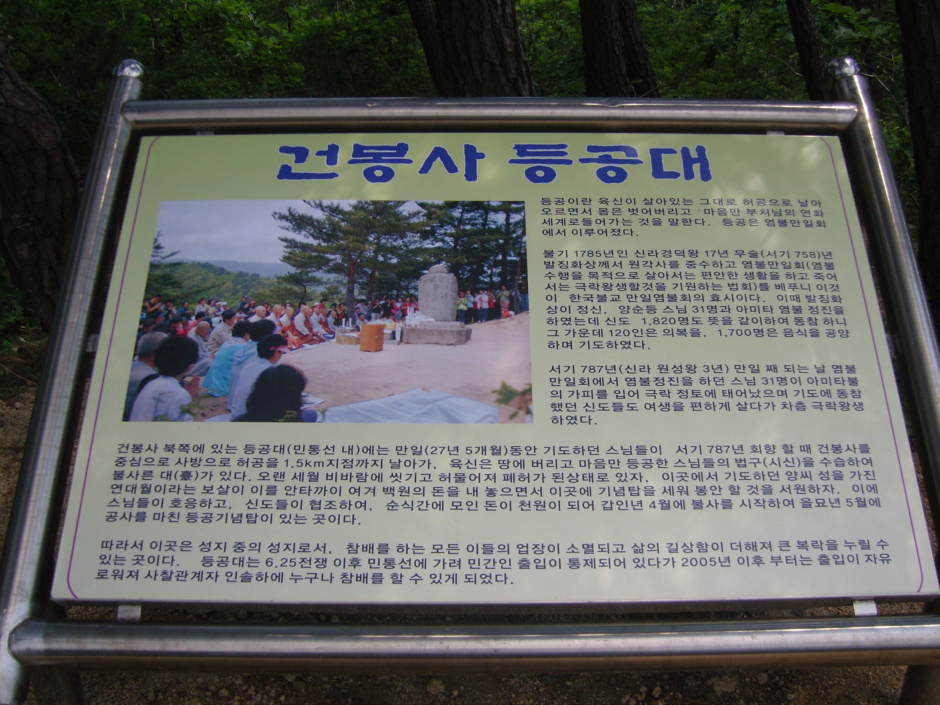 건봉사 등공대
등공이란 육신이 살아있는 그대로 허공으로 날아
오르면서 몸은 벗어버리고 마음만 부처님의 연화
세계로들어가는 것을 말한다. 등공은 염불만일회
에서 이루어졌다.
불기 1785년인 신라경덕왕 17년 무술(서기 758)년
발징화상께서 원각사를 중수하고 염불만일회(염불
수행을 목적으로 살아서는 편안한 생활을 하고 죽어
서는 극락왕생할것을 기원하는 법회)를 베푸니 이것
이 한국불교 만일염불회의 효시이다. 이때 발징화
상이 정신, 양순등 스님 31명과 아미타 염불 정진을
하였는데 신도 1,820명도 뜻을 같이하여 동참 하니
그 가운데 120인은 의복을, 1,700명은 음식을 공양
하며 기도하였다.
서기 787년(신라 원성왕 3년) 만일 째 되는 날 염불
만일회에서 염불정진을 하던 스님 31명이 아미타불
의 가피를 입어 극락 정토에 태어났으며 기도에 동참
했던 신도들도 여생을 편하게 살다가 차츰 극락왕생
하였다.
건봉사 북쪽에 있는 등공대(민통선 내)에는 만일(27년 5개월)동안 기도하던 스님들이 서기 787년 회향 할 때 건봉사를
중심으로 사방으로 허공을 1.5km지점까지 날아가, 육신은 땅에 버리고 마음만 등공한 스님들의 법구(시신)을 수습하여
불사른 대(臺)가 있다. 오랜 세월 비바람에 씻기고 허물어져 폐허가 된상태로 있자, 이곳에서 기도하던 양씨 성을 가진
연대월이라는 보살이 이를 안타까이 여겨 백원의 돈을 내 놓으면서 이곳에 기념탑을 세워 봉안 할 것을 서원하자, 이에
스님들이 호응하고, 신도들이 협조하여, 순식간에 모인 돈이 천원이 되어 갑인년 4월에 불사를 시작하여 을묘년 5월에
공사를 마친 등공기념탑이 있는 곳이다.
따라서 이곳은 성지 중의 성지로서, 참배를 하는 모든 이들의 업장이 소멸되고 삶의 길상함이 더해져 큰 복락을 누릴 수
있는 곳이다. 등공대는 6.25전쟁 이후 민통선에 가려 민간인 출입이 통제되어 있다가 2005년 이후 부터는 출입이 자유
로워져 사찰관계자 인솔하에 누구나 참배를 할 수 있게 되었다.